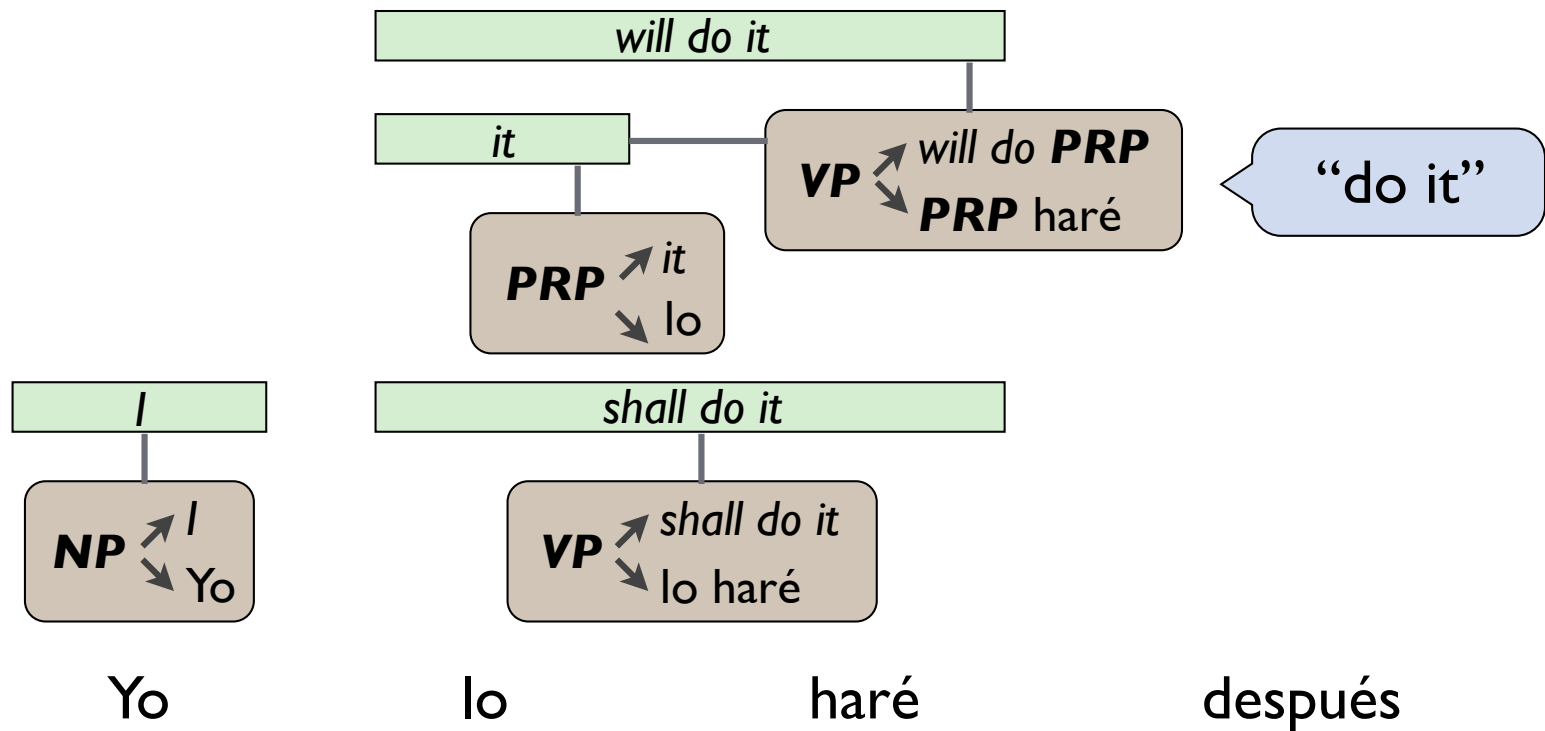 will do it
it
VP will do PRP
PRP haré
“do it”
PRP it
lo
I
shall do it
NP I
Yo
VP shall do it
lo haré
Yo lo haré después